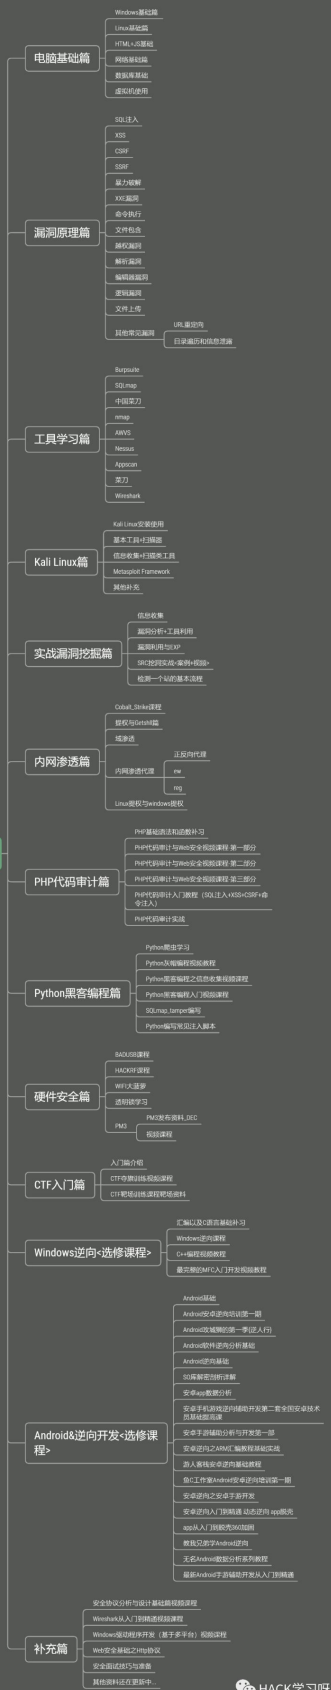 电脑基础篇
Windows基础篇
Linux基础篇
HTML+JS基础
网络基础篇
数据库基础
虚拟机使用
漏洞原理篇
SQL注入
XSS
CSRF
SSRF
暴力破解
XXE漏洞
命令执行
文件包含
越权漏洞
解析漏洞
编辑器漏洞
逻辑漏洞
文件上传
其他常见漏洞
URL重定向
目录遍历和信息泄露
工具学习篇
Burpsuite
SQLmap
中国菜刀
nmap
AWVS
Nessus
Appscan
菜刀
Wireshark
Kali Linux篇
Kali Linux安装使用
基本工具+扫描器
信息收集+扫描类工具
Metasploit Framework
其他补充
实战漏洞挖掘篇
信息收集
漏洞分析+工具利用
漏洞利用与EXP
SRC挖洞实战<案例+视频>
检测一个站的基本流程
内网渗透篇
Cobalt_Strike课程
提权与Getshll篇
域渗透
内网渗透代理
正反向代理
ew
reg
Linux提权与windows提权
PHP代码审计篇
PHP基础语法和函数补习
PHP代码审计与Web安全视频课程-第一部分
PHP代码审计与Web安全视频课程-第二部分
PHP代码审计与Web安全视频课程-第三部分
PHP代码审计入门教程（SQL注入+XSS+CSRF+命
令注入）
PHP代码审计实战
Python黑客编程篇
Python爬虫学习
Python灰帽编程视频教程
Python黑客编程之信息收集视频课程
Python黑客编程入门视频课程
SQLmap_tamper编写
Python编写常见注入脚本
硬件安全篇
BADUSB课程
HACKRF课程
WIFI大菠萝
透明锁学习
PM3
PM3发布资料_DEC
视频课程
CTF入门篇
入门篇介绍
CTF夺旗训练视频课程
CTF靶场训练课程靶场资料
Windows逆向<选修课程>
汇编以及C语言基础补习
Windows逆向课程
C++编程视频教程
最完整的MFC入门开发视频教程
Android&逆向开发<选修课
程>
Android基础
Android安卓逆向培训第一期
Android攻城狮的第一季(逆人行)
Android软件逆向分析基础
Android逆向基础
SO库解密剖析详解
安卓app数据分析
安卓手机游戏逆向辅助开发第二套全国安卓技术
员基础提高课
安卓手游辅助分析与开发第一部
安卓逆向之ARM汇编教程基础实战
游人客栈安卓逆向基础教程
鱼C工作室Android安卓逆向培训第一期
安卓逆向之安卓手游开发
安卓逆向入门到精通 动态逆向 app脱壳
app从入门到脱壳360加固
教我兄弟学Android逆向
无名Android数据分析系列教程
最新Android手游辅助开发从入门到精通
补充篇
安全协议分析与设计基础篇视频课程
Wireshark从入门到精通视频课程
Windows驱动程序开发（基于多平台）视频课程
Web安全基础之Http协议
安全面试技巧与准备
其他资料还在更新中...
HACK学习呀